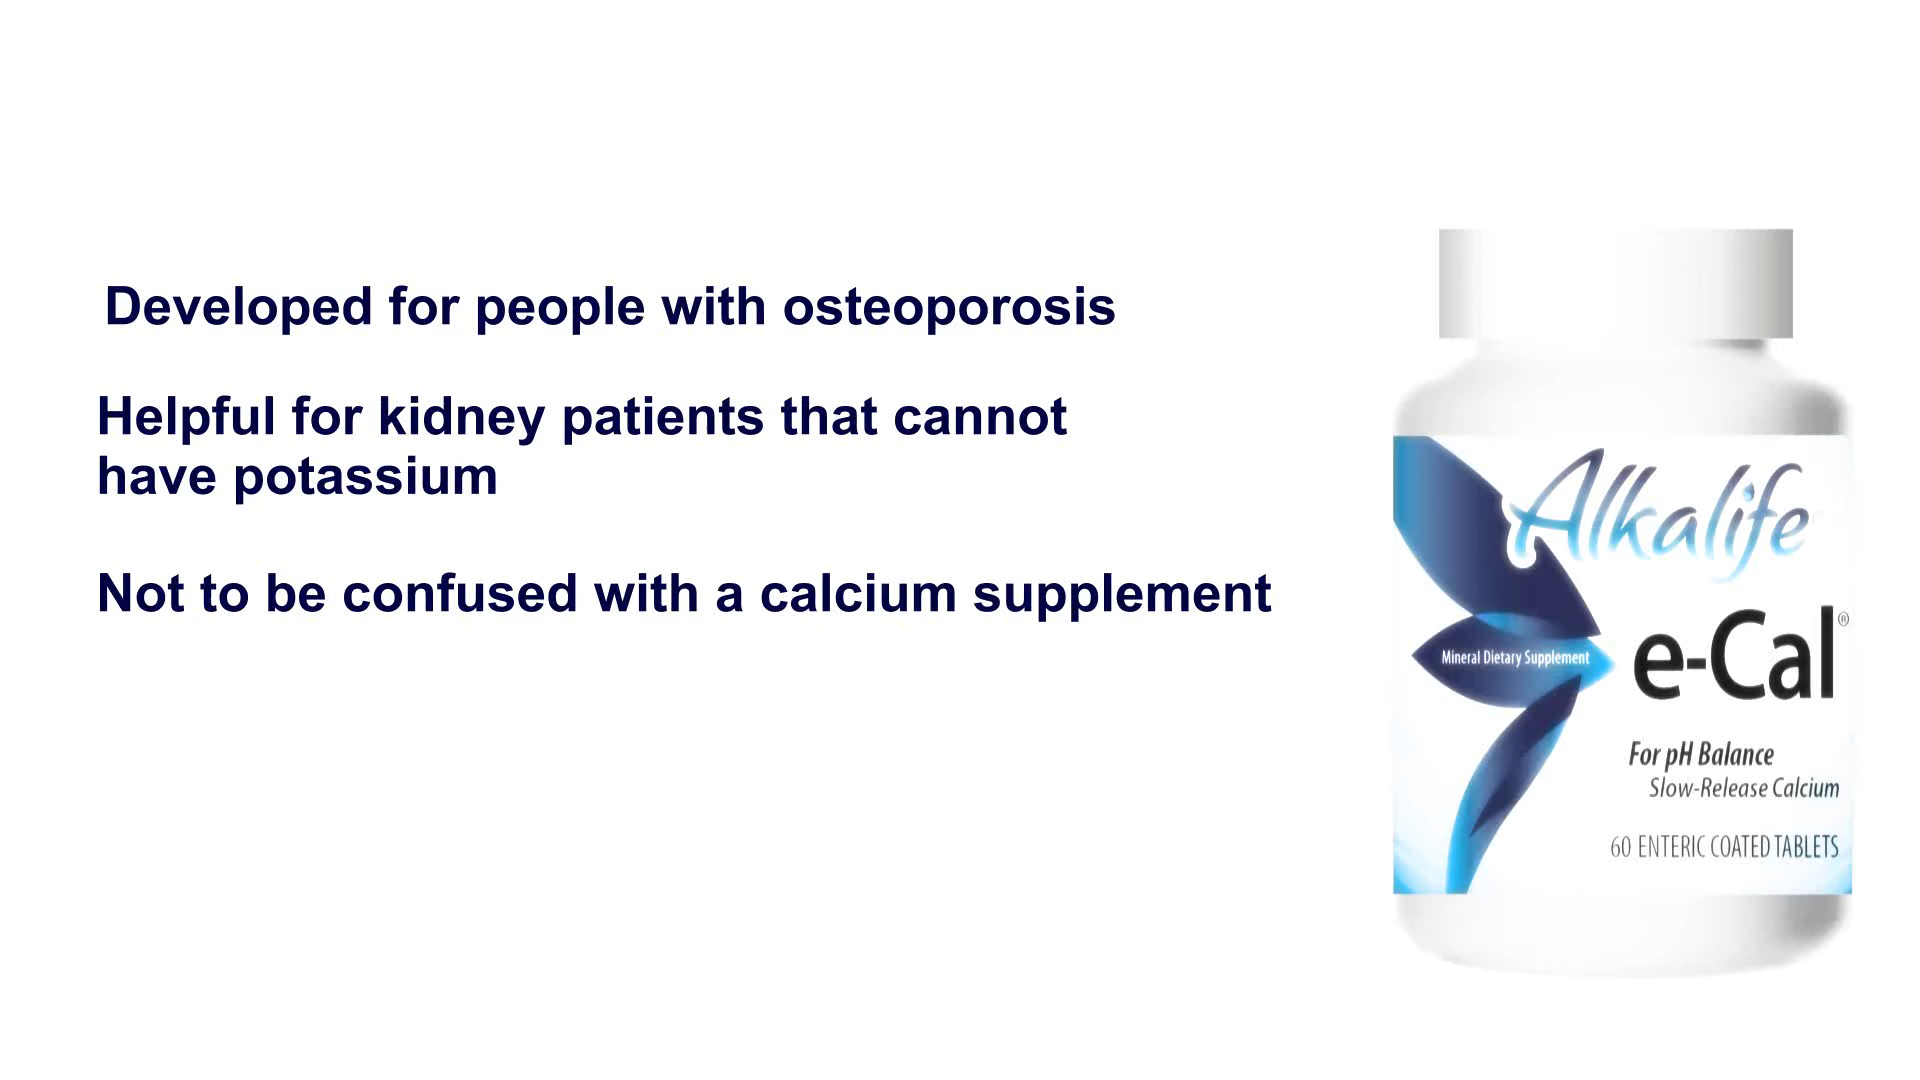 Developed for people with osteoporosis
Helpful for kidney patients that cannot
have potassium
Not to be confused with a calcium supplement
Alkalife
Mineral Dietary Supplement
e-Cal®
For pH Balance
Slow-Release Calcium
60 ENTERIC COATED TABLETS